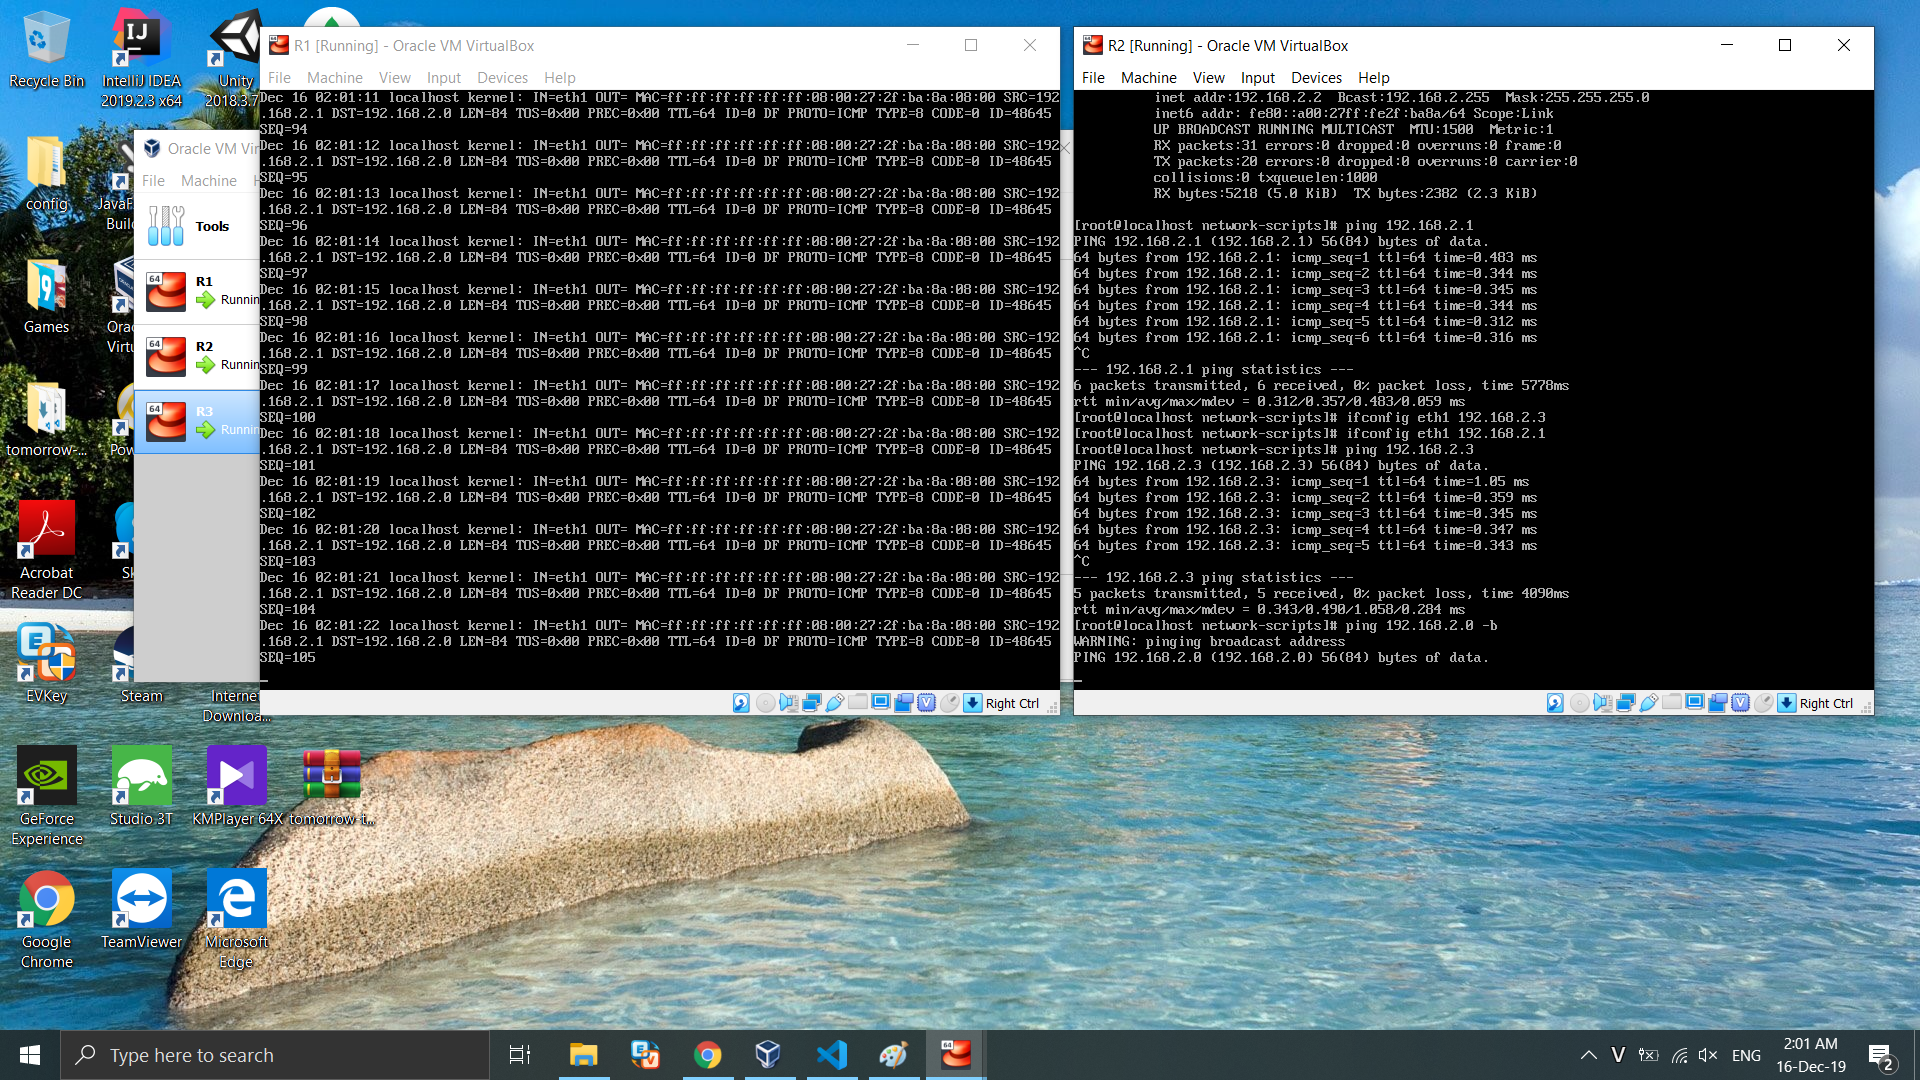 Recycle Bin
IntelliJ IDEA
2019.2.3 x64
Unity
2018.3.7
config
JavaF
Build
Games
Orac
Virtu
tomorrow-...
Pow
Acrobat
Reader DC
Sk
EVKey
Steam
Internet
Downloa...
GeForce
Experience
Studio 3T
KMPlayer 64X
tomorrow-t...
Google
Chrome
TeamViewer
Microsoft
Edge
Oracle VM Vir
File Machine H
Tools
64
R1
Runnin
64
R2
Runnin
64
R3
Runnin
R1 [Running] - Oracle VM VirtualBox
File Machine View Input Devices Help
Dec 16 02:01:11 localhost kernel: IN=eth1 OUT= MAC=ff:ff:ff:ff:ff:ff:08:00:27:2f:ba:8a:08:00 SRC=192
.168.2.1 DST=192.168.2.0 LEN=84 TOS=0x00 PREC=0x00 TTL=64 ID=0 DF PROTO=ICMP TYPE=8 CODE=0 ID=48645
SEQ=94
Dec 16 02:01:12 localhost kernel: IN=eth1 OUT= MAC=ff:ff:ff:ff:ff:ff:08:00:27:2f:ba:8a:08:00 SRC=192
.168.2.1 DST=192.168.2.0 LEN=84 TOS=0x00 PREC=0x00 TTL=64 ID=0 DF PROTO=ICMP TYPE=8 CODE=0 ID=48645
SEQ=95
Dec 16 02:01:13 localhost kernel: IN=eth1 OUT= MAC=ff:ff:ff:ff:ff:ff:08:00:27:2f:ba:8a:08:00 SRC=192
.168.2.1 DST=192.168.2.0 LEN=84 TOS=0x00 PREC=0x00 TTL=64 ID=0 DF PROTO=ICMP TYPE=8 CODE=0 ID=48645
SEQ=96
Dec 16 02:01:14 localhost kernel: IN=eth1 OUT= MAC=ff:ff:ff:ff:ff:ff:08:00:27:2f:ba:8a:08:00 SRC=192
.168.2.1 DST=192.168.2.0 LEN=84 TOS=0x00 PREC=0x00 TTL=64 ID=0 DF PROTO=ICMP TYPE=8 CODE=0 ID=48645
SEQ=97
Dec 16 02:01:15 localhost kernel: IN=eth1 OUT= MAC=ff:ff:ff:ff:ff:ff:08:00:27:2f:ba:8a:08:00 SRC=192
.168.2.1 DST=192.168.2.0 LEN=84 TOS=0x00 PREC=0x00 TTL=64 ID=0 DF PROTO=ICMP TYPE=8 CODE=0 ID=48645
SEQ=98
Dec 16 02:01:16 localhost kernel: IN=eth1 OUT= MAC=ff:ff:ff:ff:ff:ff:08:00:27:2f:ba:8a:08:00 SRC=192
.168.2.1 DST=192.168.2.0 LEN=84 TOS=0x00 PREC=0x00 TTL=64 ID=0 DF PROTO=ICMP TYPE=8 CODE=0 ID=48645
SEQ=99
Dec 16 02:01:17 localhost kernel: IN=eth1 OUT= MAC=ff:ff:ff:ff:ff:ff:08:00:27:2f:ba:8a:08:00 SRC=192
.168.2.1 DST=192.168.2.0 LEN=84 TOS=0x00 PREC=0x00 TTL=64 ID=0 DF PROTO=ICMP TYPE=8 CODE=0 ID=48645
SEQ=100
Dec 16 02:01:18 localhost kernel: IN=eth1 OUT= MAC=ff:ff:ff:ff:ff:ff:08:00:27:2f:ba:8a:08:00 SRC=192
.168.2.1 DST=192.168.2.0 LEN=84 TOS=0x00 PREC=0x00 TTL=64 ID=0 DF PROTO=ICMP TYPE=8 CODE=0 ID=48645
SEQ=101
Dec 16 02:01:19 localhost kernel: IN=eth1 OUT= MAC=ff:ff:ff:ff:ff:ff:08:00:27:2f:ba:8a:08:00 SRC=192
.168.2.1 DST=192.168.2.0 LEN=84 TOS=0x00 PREC=0x00 TTL=64 ID=0 DF PROTO=ICMP TYPE=8 CODE=0 ID=48645
SEQ=102
Dec 16 02:01:20 localhost kernel: IN=eth1 OUT= MAC=ff:ff:ff:ff:ff:ff:08:00:27:2f:ba:8a:08:00 SRC=192
.168.2.1 DST=192.168.2.0 LEN=84 TOS=0x00 PREC=0x00 TTL=64 ID=0 DF PROTO=ICMP TYPE=8 CODE=0 ID=48645
SEQ=103
Dec 16 02:01:21 localhost kernel: IN=eth1 OUT= MAC=ff:ff:ff:ff:ff:ff:08:00:27:2f:ba:8a:08:00 SRC=192
.168.2.1 DST=192.168.2.0 LEN=84 TOS=0x00 PREC=0x00 TTL=64 ID=0 DF PROTO=ICMP TYPE=8 CODE=0 ID=48645
SEQ=104
Dec 16 02:01:22 localhost kernel: IN=eth1 OUT= MAC=ff:ff:ff:ff:ff:ff:08:00:27:2f:ba:8a:08:00 SRC=192
.168.2.1 DST=192.168.2.0 LEN=84 TOS=0x00 PREC=0x00 TTL=64 ID=0 DF PROTO=ICMP TYPE=8 CODE=0 ID=48645
SEQ=105
Right Ctrl
R2 [Running] - Oracle VM VirtualBox
File Machine View Input Devices Help
inet addr:192.168.2.2 Bcast:192.168.2.255 Mask:255.255.255.0
inet6 addr: fe80::a00:27ff:fe2f:ba8a/64 Scope:Link
UP BROADCAST RUNNING MULTICAST MTU:1500 Metric:1
RX packets:31 errors:0 dropped:0 overruns:0 frame:0
TX packets:20 errors:0 dropped:0 overruns:0 carrier:0
collisions:0 txqueuelen:1000
RX bytes:5218 (5.0 KiB) TX bytes:2382 (2.3 KiB)
[root@localhost network-scripts]# ping 192.168.2.1
PING 192.168.2.1 (192.168.2.1) 56(84) bytes of data.
64 bytes from 192.168.2.1: icmp_seq=1 ttl=64 time=0.483 ms
64 bytes from 192.168.2.1: icmp_seq=2 ttl=64 time=0.344 ms
64 bytes from 192.168.2.1: icmp_seq=3 ttl=64 time=0.345 ms
64 bytes from 192.168.2.1: icmp_seq=4 ttl=64 time=0.344 ms
64 bytes from 192.168.2.1: icmp_seq=5 ttl=64 time=0.312 ms
64 bytes from 192.168.2.1: icmp_seq=6 ttl=64 time=0.316 ms
^C
--- 192.168.2.1 ping statistics ---
6 packets transmitted, 6 received, 0% packet loss, time 5778ms
rtt min/avg/max/mdev = 0.312/0.357/0.483/0.059 ms
[root@localhost network-scripts]# ifconfig eth1 192.168.2.3
[root@localhost network-scripts]# ifconfig eth1 192.168.2.1
[root@localhost network-scripts]# ping 192.168.2.3
PING 192.168.2.3 (192.168.2.3) 56(84) bytes of data.
64 bytes from 192.168.2.3: icmp_seq=1 ttl=64 time=1.05 ms
64 bytes from 192.168.2.3: icmp_seq=2 ttl=64 time=0.359 ms
64 bytes from 192.168.2.3: icmp_seq=3 ttl=64 time=0.345 ms
64 bytes from 192.168.2.3: icmp_seq=4 ttl=64 time=0.347 ms
64 bytes from 192.168.2.3: icmp_seq=5 ttl=64 time=0.343 ms
^C
--- 192.168.2.3 ping statistics ---
5 packets transmitted, 5 received, 0% packet loss, time 4090ms
rtt min/avg/max/mdev = 0.343/0.490/1.058/0.284 ms
[root@localhost network-scripts]# ping 192.168.2.0 -b
WARNING: pinging broadcast address
PING 192.168.2.0 (192.168.2.0) 56(84) bytes of data.
Right Ctrl
Type here to search
V
ENG
2:01 AM
16-Dec-19
2